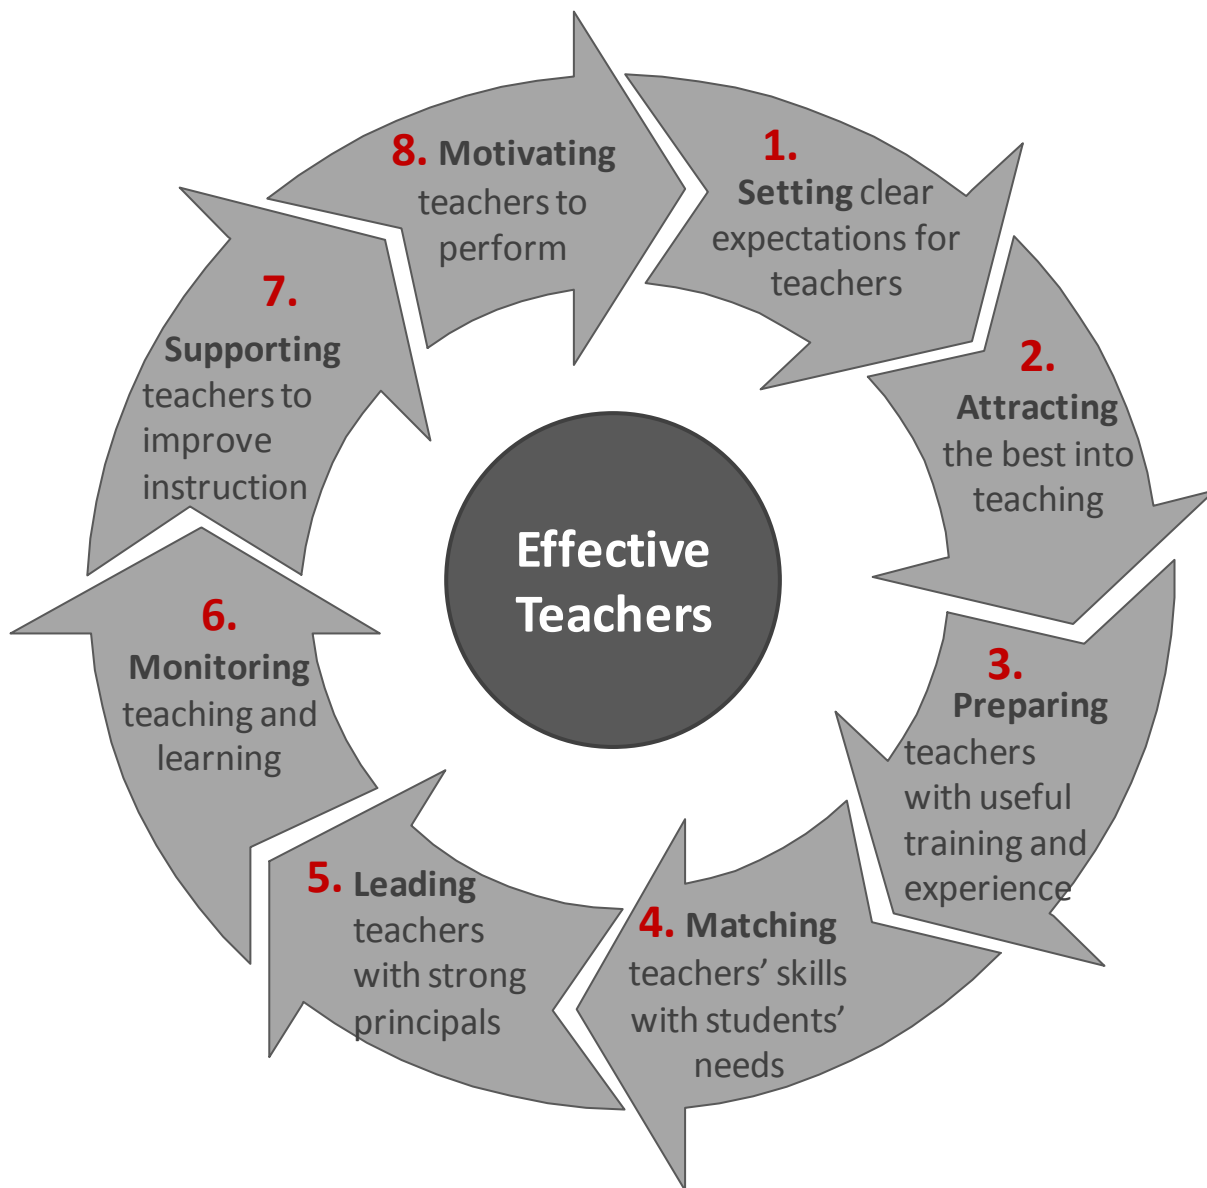 1.
Setting clear
expectations for
teachers
2.
Attracting
the best into
teaching
3.
Preparing
teachers
with useful
training and
experience
4. Matching
teachers’ skills
with students’
needs
5. Leading
teachers
with strong
principals
6.
Monitoring
teaching and
learning
7.
Supporting
teachers to
improve
instruction
8. Motivating
teachers to
perform
Effective
Teachers